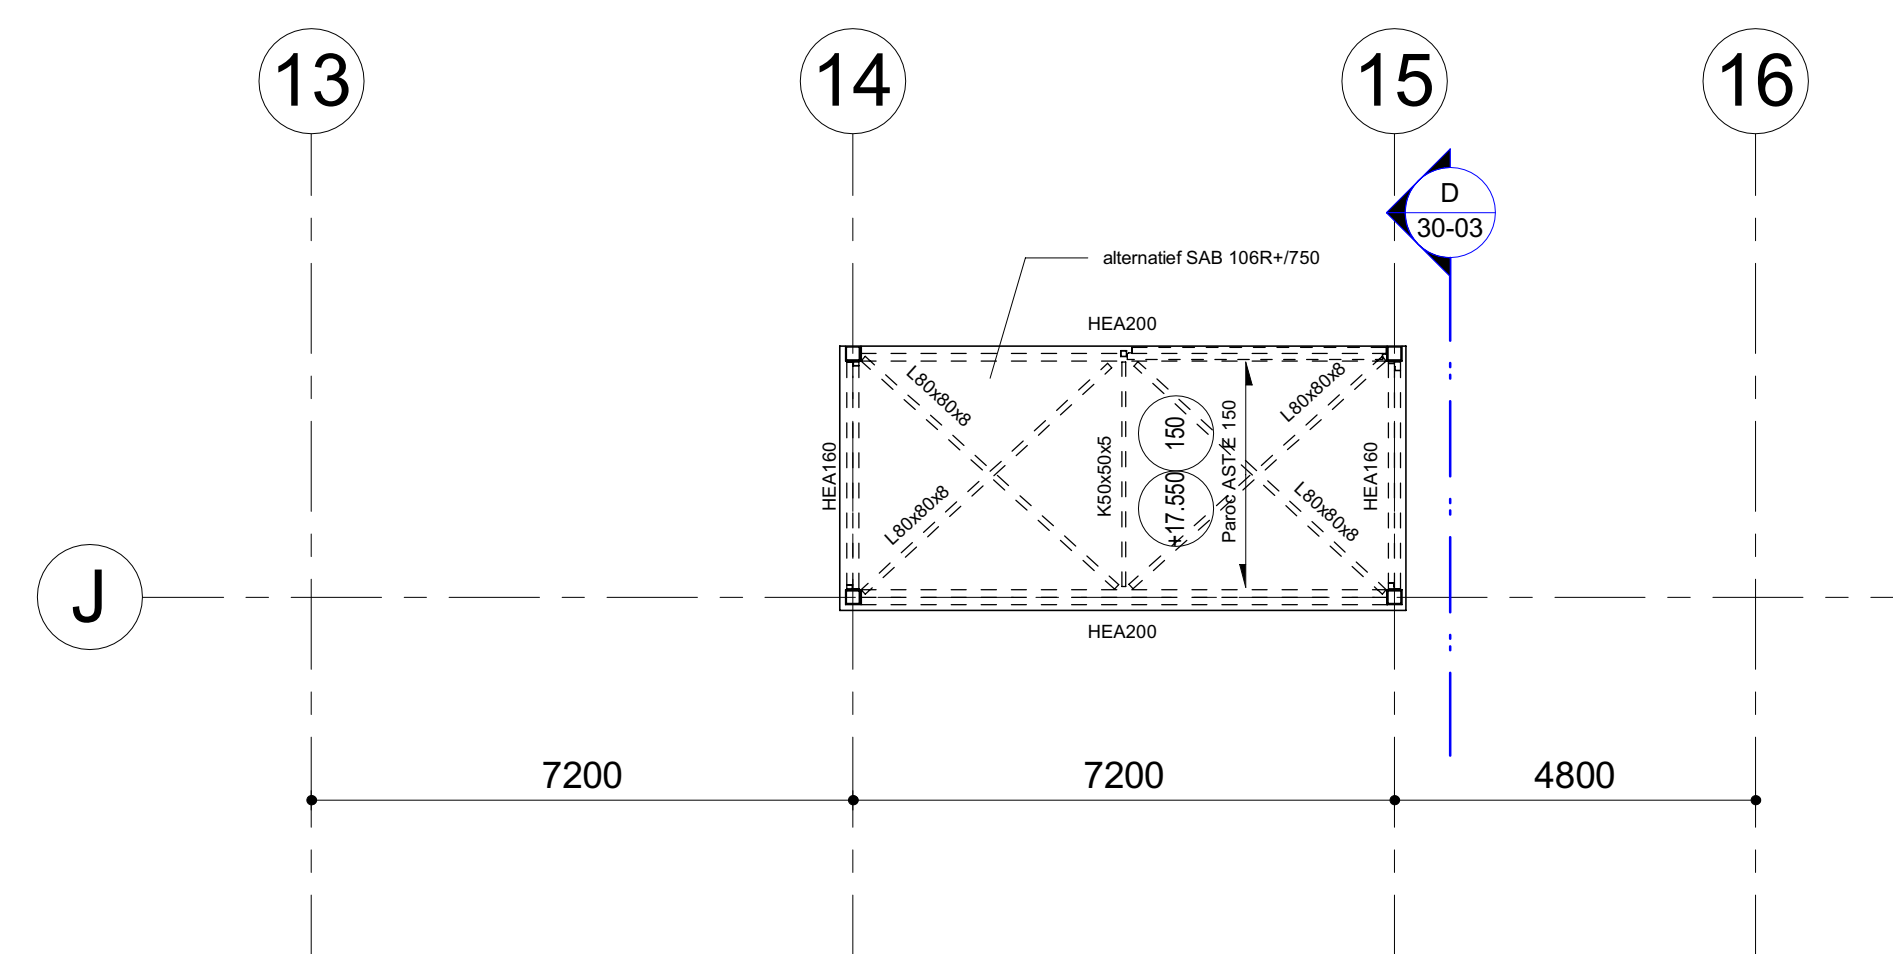 13
14
15
16
D
30-03
alternatief SAB 106R+/750
HEA200
L80x80x8
L80x80x8
HEA160
L80x80x8
K50x50x5
150
+17.550
Paroc AST E 150
L80x80x8
HEA160
J
HEA200
7200
7200
4800